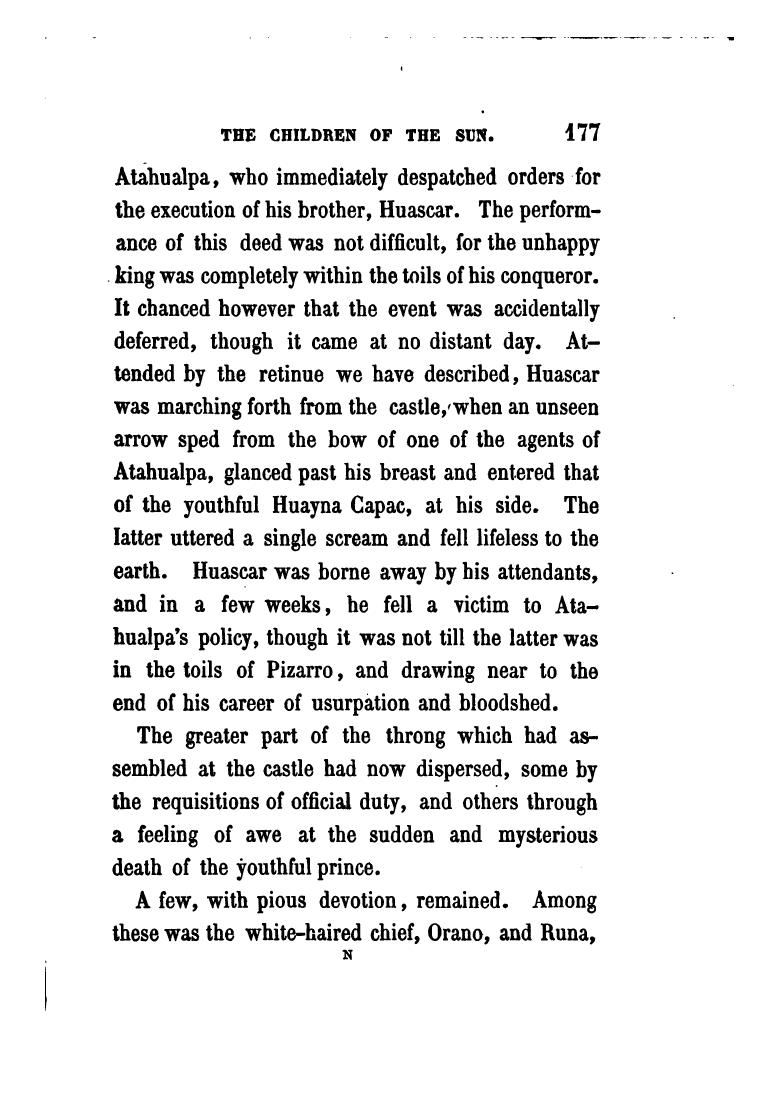 THE CHILDREN OF THE SUN. 177
Atahualpa, who immediately despatched orders for
the execution of his brother, Huascar. The perform-
ance of this deed was not difficult, for the unhappy
king was completely within the toils of his conqueror.
It chanced however that the event was accidentally
deferred, though it came at no distant day. At-
tended by the retinue we have described, Huascar
was marching forth from the castle, when an unseen
arrow sped from the bow of one of the agents of
Atahualpa, glanced past his breast and entered that
of the youthful Huayna Capac, at his side. The
latter uttered a single scream and fell lifeless to the
earth. Huascar was borne away by his attendants,
and in a few weeks, he fell a victim to Ata-
hualpa's policy, though it was not till the latter was
in the toils of Pizarro, and drawing near to the
end of his career of usurpation and bloodshed.
The greater part of the throng which had as-
sembled at the castle had now dispersed, some by
the requisitions of official duty, and others through
a feeling of awe at the sudden and mysterious
death of the youthful prince.
A few, with pious devotion, remained. Among
these was the white-haired chief, Orano, and Runa,
N